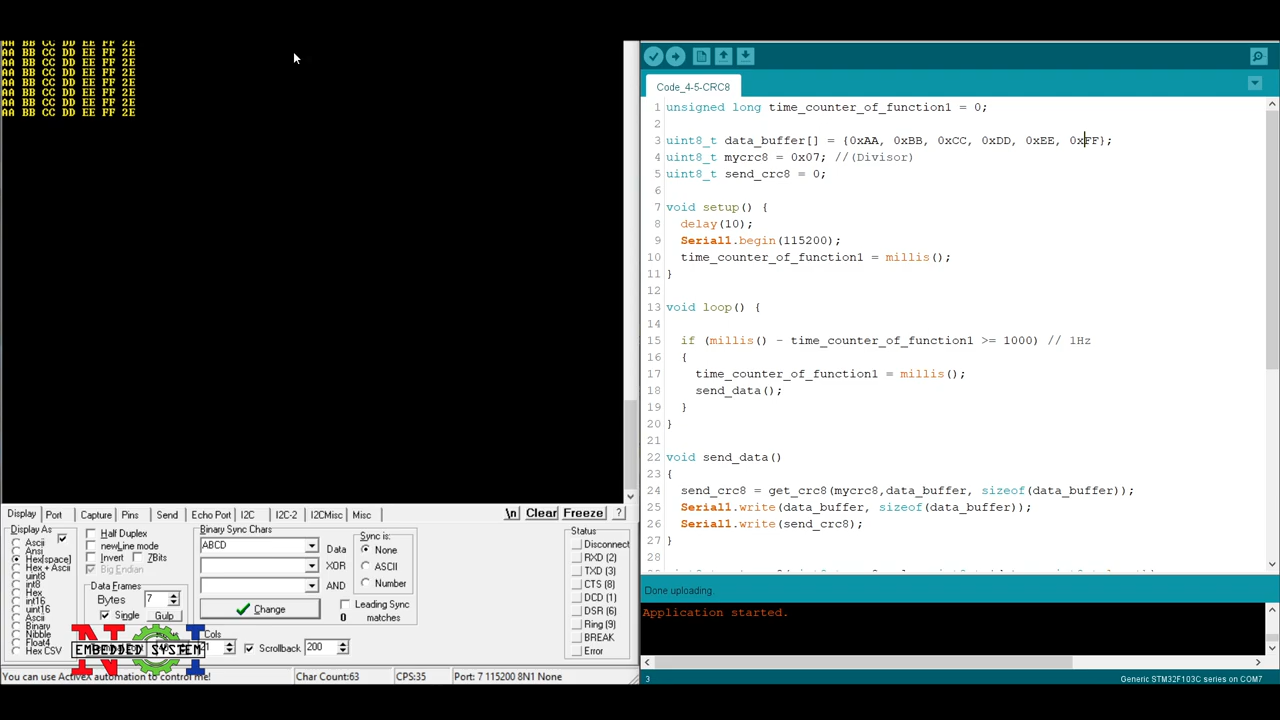 AA BB CC DD EE FF 2E
AA BB CC DD EE FF 2E
AA BB CC DD EE FF 2E
AA BB CC DD EE FF 2E
AA BB CC DD EE FF 2E
AA BB CC DD EE FF 2E
AA BB CC DD EE FF 2E
AA BB CC DD EE FF 2E
Display Port Capture Pins Send Echo Port I2C I2C-2 I2CMisc Misc \n Clear Freeze ?
Display As
Ascii
Ansi
Hex[space]
Hex + Ascii
uint8
int8
Hex
int16
uint16
Ascii
Binary
Nibble
Float4
Hex CSV
Half Duplex
newLine mode
Invert 7Bits
Big Endian
Data Frames
Bytes 7
Single Gulp
Cols
Scrollback 200
Binary Sync Chars
ABCD
Data
XOR
AND
Change
Sync is:
None
ASCII
Number
Leading Sync
0 matches
Status
Disconnect
RXD (2)
TXD (3)
CTS (8)
DCD (1)
DSR (6)
Ring (9)
BREAK
Error
EMBEDDED SYSTEM
You can use ActiveX automation to control me!
Char Count:63 CPS:35 Port: 7 115200 8N1 None
Code_4-5-CRC8
1 unsigned long time_counter_of_function1 = 0;
2
3 uint8_t data_buffer[] = {0xAA, 0xBB, 0xCC, 0xDD, 0xEE, 0xFF};
4 uint8_t mycrc8 = 0x07; //(Divisor)
5 uint8_t send_crc8 = 0;
6
7 void setup() {
8 delay(10);
9 Serial1.begin(115200);
10 time_counter_of_function1 = millis();
11 }
12
13 void loop() {
14
15 if (millis() - time_counter_of_function1 >= 1000) // 1Hz
16 {
17 time_counter_of_function1 = millis();
18 send_data();
19 }
20 }
21
22 void send_data()
23 {
24 send_crc8 = get_crc8(mycrc8,data_buffer, sizeof(data_buffer));
25 Serial1.write(data_buffer, sizeof(data_buffer));
26 Serial1.write(send_crc8);
27 }
28
Done uploading.
Application started.
3 Generic STM32F103C series on COM7